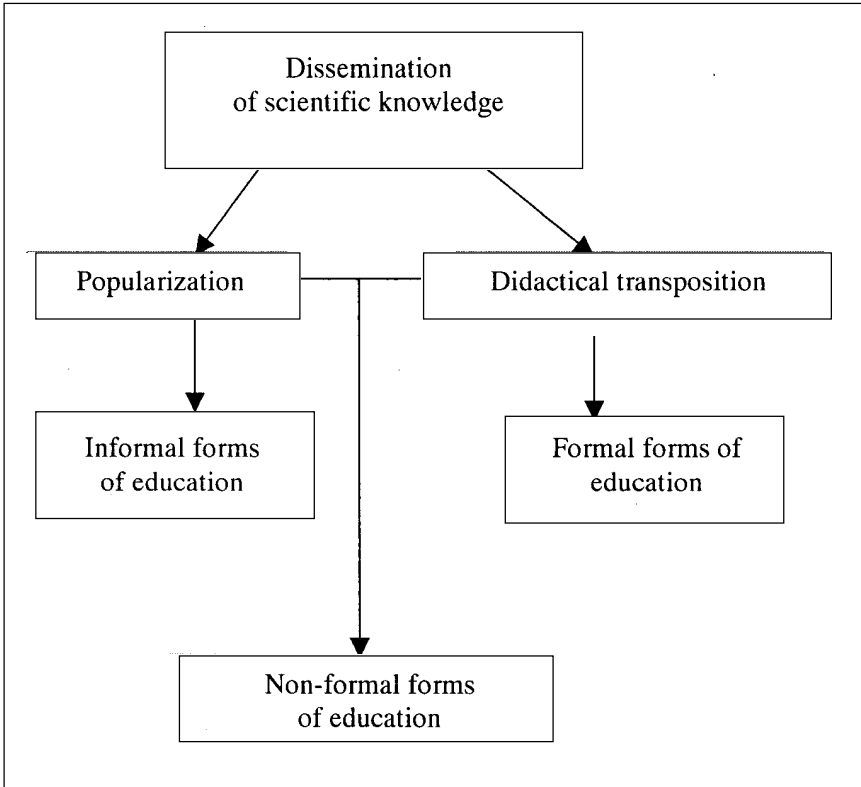 Dissemination
of scientific knowledge
Popularization
Didactical transposition
Informal forms
of education
Formal forms of
education
Non-formal forms
of education